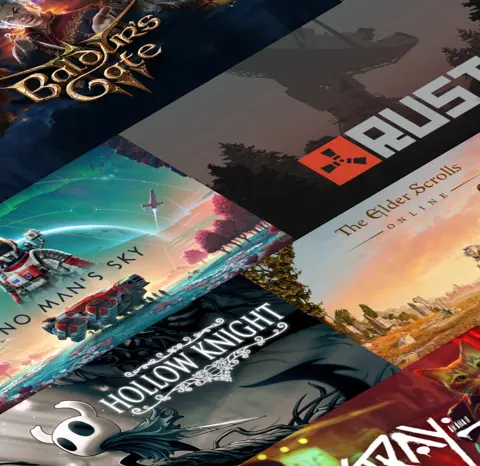 BALDUR'S
GATE
RUST
The Elder Scrolls
ONLINE
NO MAN'S SKY
HOLLOW KNIGHT